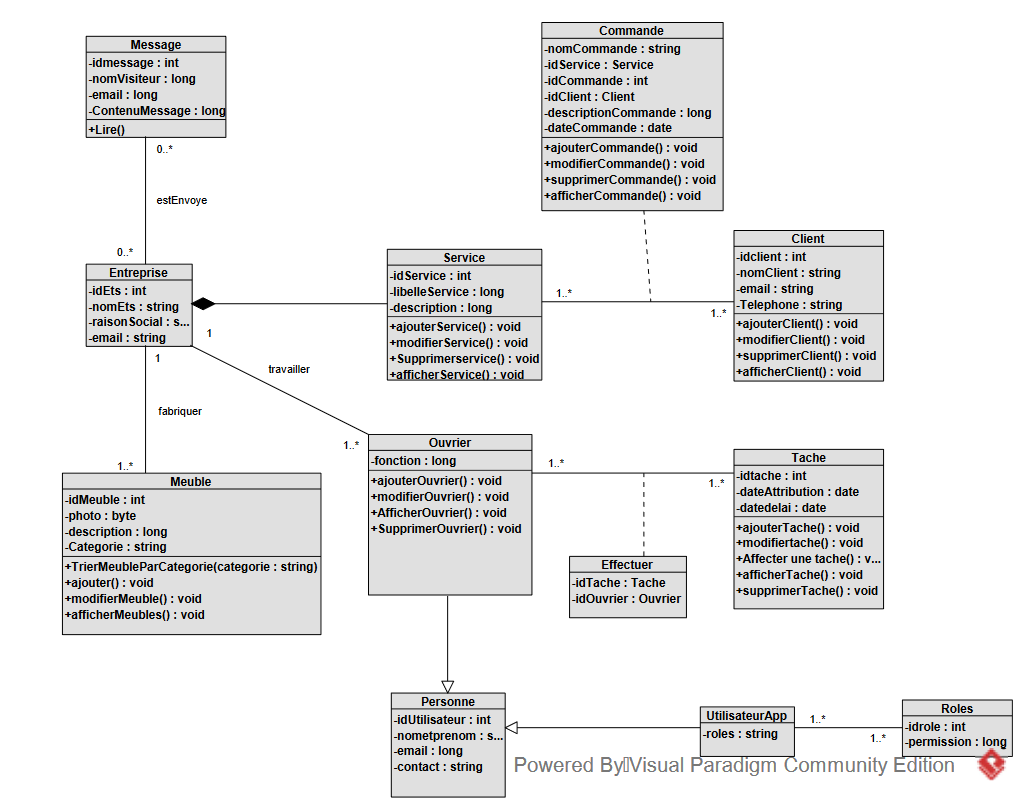 Message
-idmessage : int
-nomVisiteur : long
-email : long
-ContenuMessage : long
+Lire()
0..*
estEnvoye
0..*
Commande
-nomCommande : string
-idService : Service
-idCommande : int
-idClient : Client
-descriptionCommande : long
-dateCommande : date
+ajouterCommande() : void
+modifierCommande() : void
+supprimerCommande() : void
+afficherCommande() : void
Entreprise
-idEts : int
-nomEts : string
-raisonSocial : s...
-email : string
1
1
Service
-idService : int
-libelleService : long
-description : long
+ajouterService() : void
+modifierService() : void
+Supprimerservice() : void
+afficherService() : void
1..*
1..*
Client
-idclient : int
-nomClient : string
-email : string
-Telephone : string
+ajouterClient() : void
+modifierClient() : void
+supprimerClient() : void
+afficherClient() : void
travailler
1..*
fabriquer
1..*
Meuble
-idMeuble : int
-photo : byte
-description : long
-Categorie : string
+TrierMeubleParCategorie(categorie : string)
+ajouter() : void
+modifierMeuble() : void
+afficherMeubles() : void
Ouvrier
-fonction : long
+ajouterOuvrier() : void
+modifierOuvrier() : void
+AfficherOuvrier() : void
+SupprimerOuvrier() : void
1..*
1..*
Tache
-idtache : int
-dateAttribution : date
-datedelai : date
+ajouterTache() : void
+modifiertache() : void
+Affecter une tache() : v...
+afficherTache() : void
+supprimerTache() : void
Effectuer
-idTache : Tache
-idOuvrier : Ouvrier
Personne
-idUtilisateur : int
-nometprenom : s...
-email : long
-contact : string
UtilisateurApp
-roles : string
1..*
1..*
Roles
-idrole : int
-permission : long
Powered By Visual Paradigm Community Edition